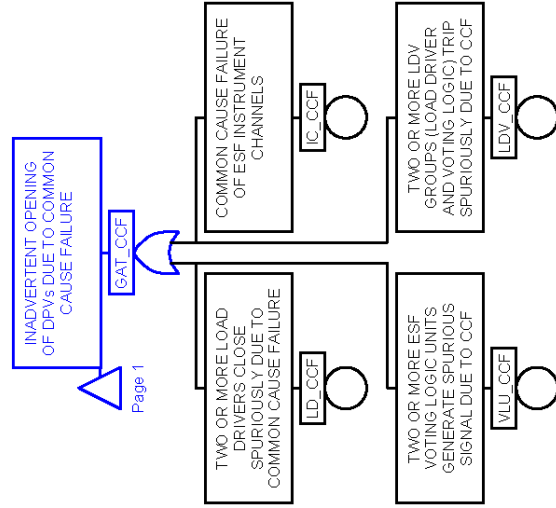 INADVERTENT OPENING
OF DPVs DUE TO COMMON
CAUSE FAILURE
GAT_CCF
Page 1
TWO OR MORE LOAD
DRIVERS CLOSE
SPURIOUSLY DUE TO
COMMON CAUSE FAILURE
LD_CCF
COMMON CAUSE FAILURE
OF ESF INSTRUMENT
CHANNELS
IC_CCF
TWO OR MORE ESF
VOTING LOGIC UNITS
GENERATE SPURIOUS
SIGNAL DUE TO CCF
VLU_CCF
TWO OR MORE LDV
GROUPS (LOAD DRIVER
AND VOTING LOGIC) TRIP
SPURIOUSLY DUE TO CCF
LDV_CCF